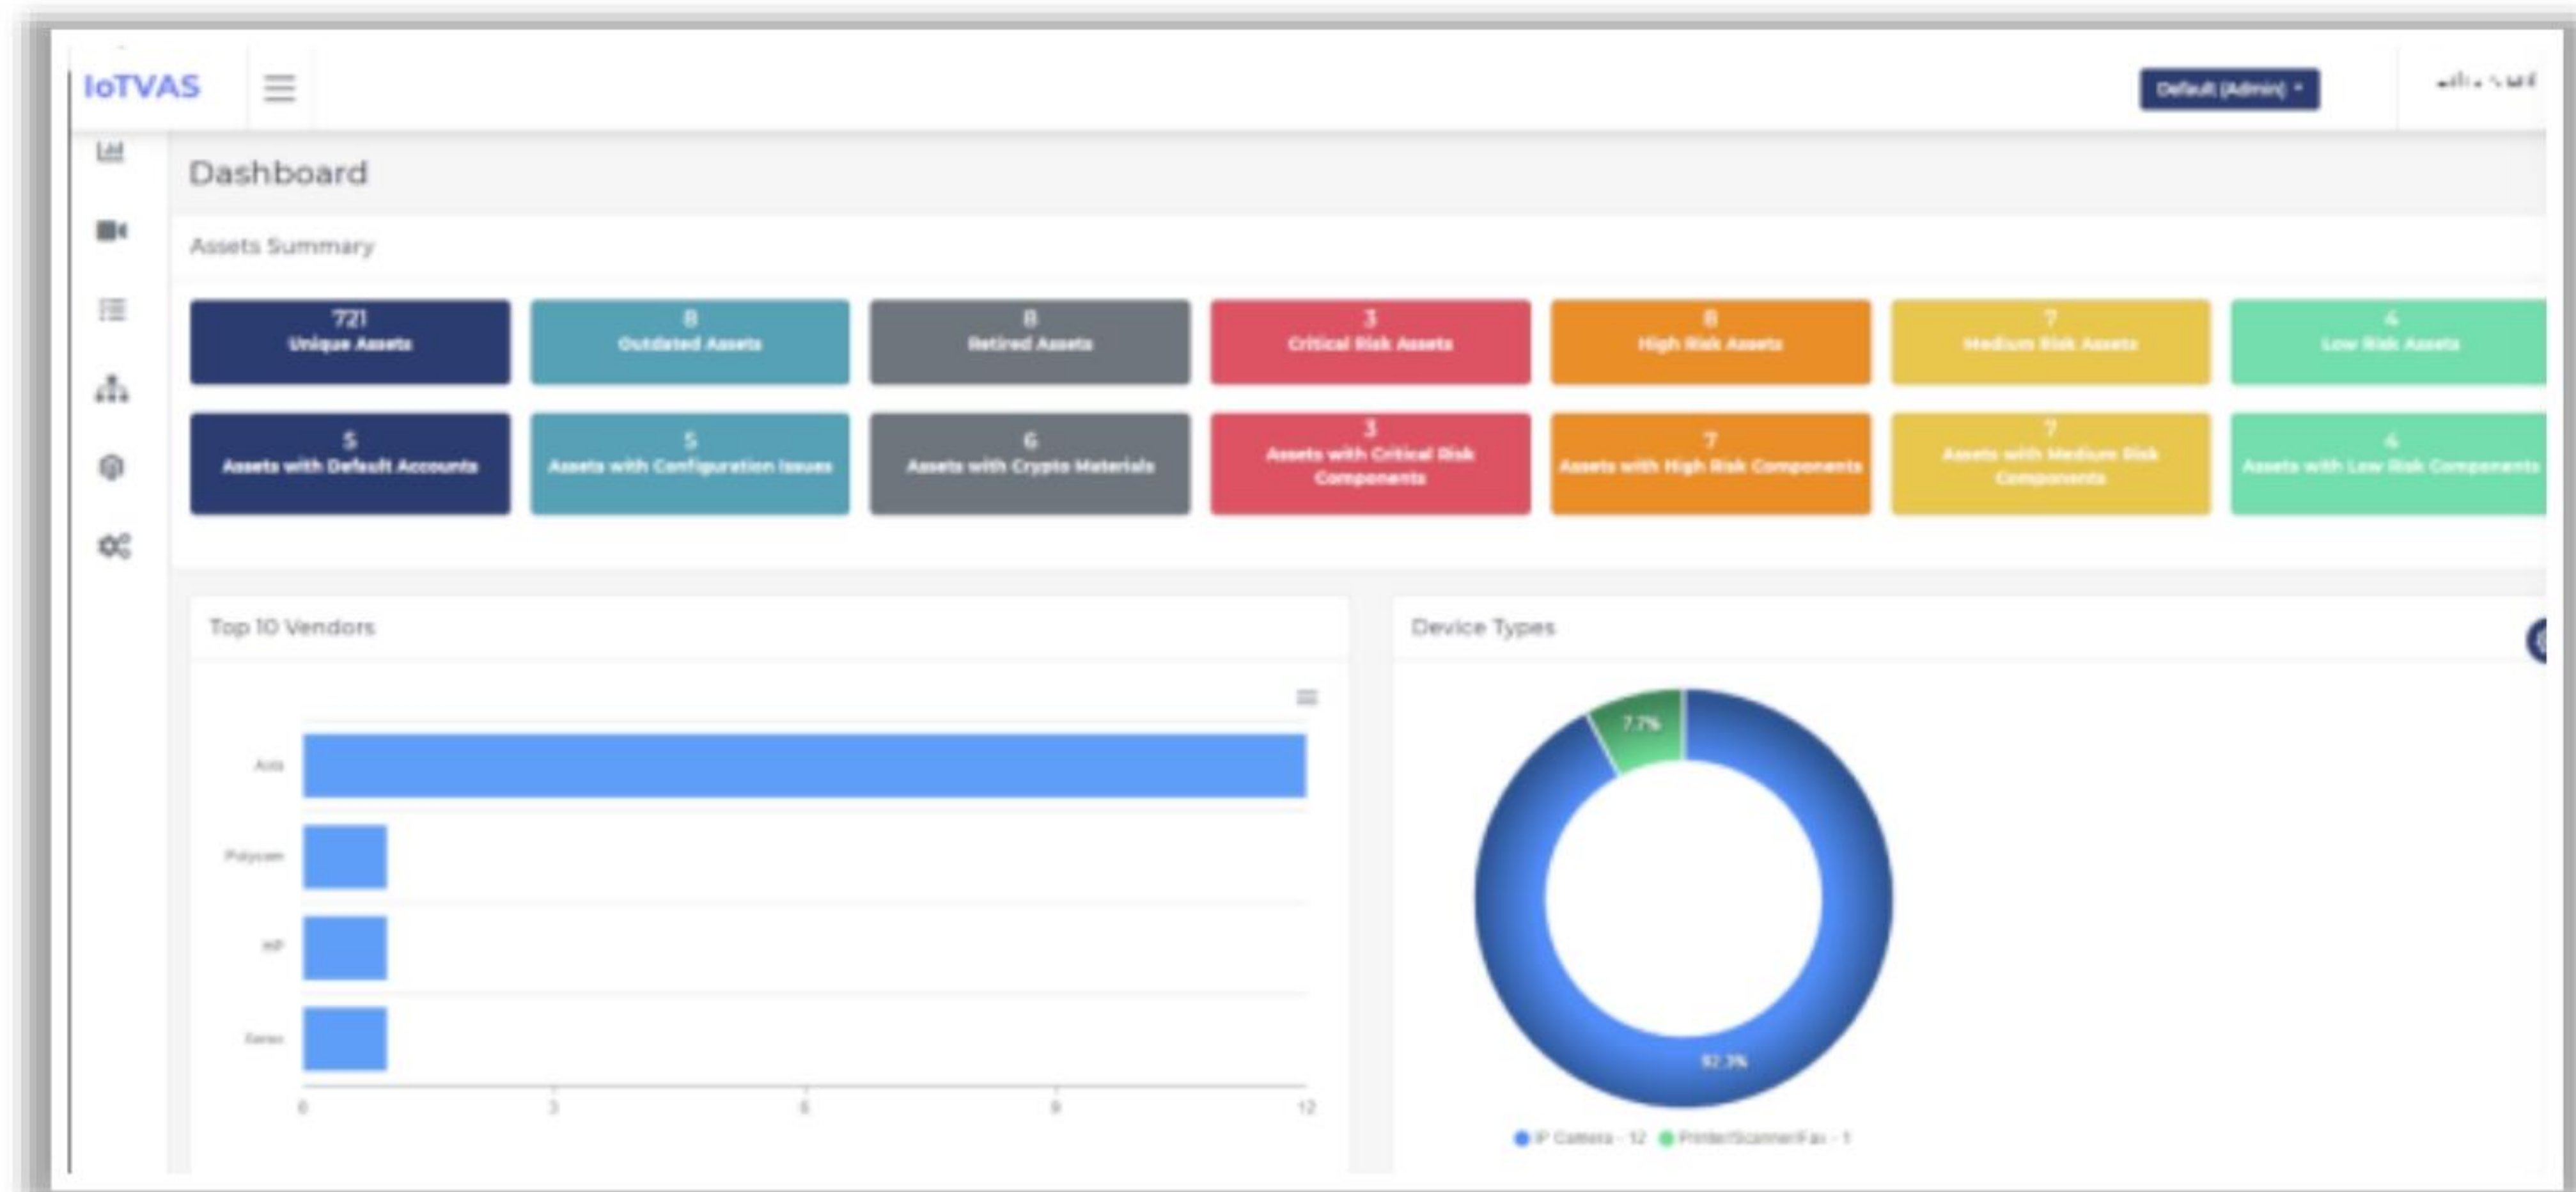 IoTVAS
Default (Admin)
Dashboard
Assets Summary
721
Unique Assets
8
Outdated Assets
8
Retired Assets
3
Critical Risk Assets
8
High Risk Assets
7
Medium Risk Assets
4
Low Risk Assets
5
Assets with Default Accounts
5
Assets with Configuration Issues
6
Assets with Crypto Materials
3
Assets with Critical Risk
Components
7
Assets with High Risk Components
7
Assets with Medium Risk
Components
4
Assets with Low Risk Components
Top 10 Vendors
Axis
Polycom
HP
0 3 6 9 12
Device Types
7.7%
92.3%
IP Camera - 12 Printer/Scanner/Fax - 1